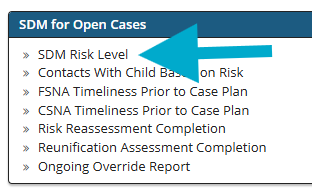 SDM for Open Cases
» SDM Risk Level
» Contacts With Child Based on Risk
» FSNA Timeliness Prior to Case Plan
» CSNA Timeliness Prior to Case Plan
» Risk Reassessment Completion
» Reunification Assessment Completion
» Ongoing Override Report